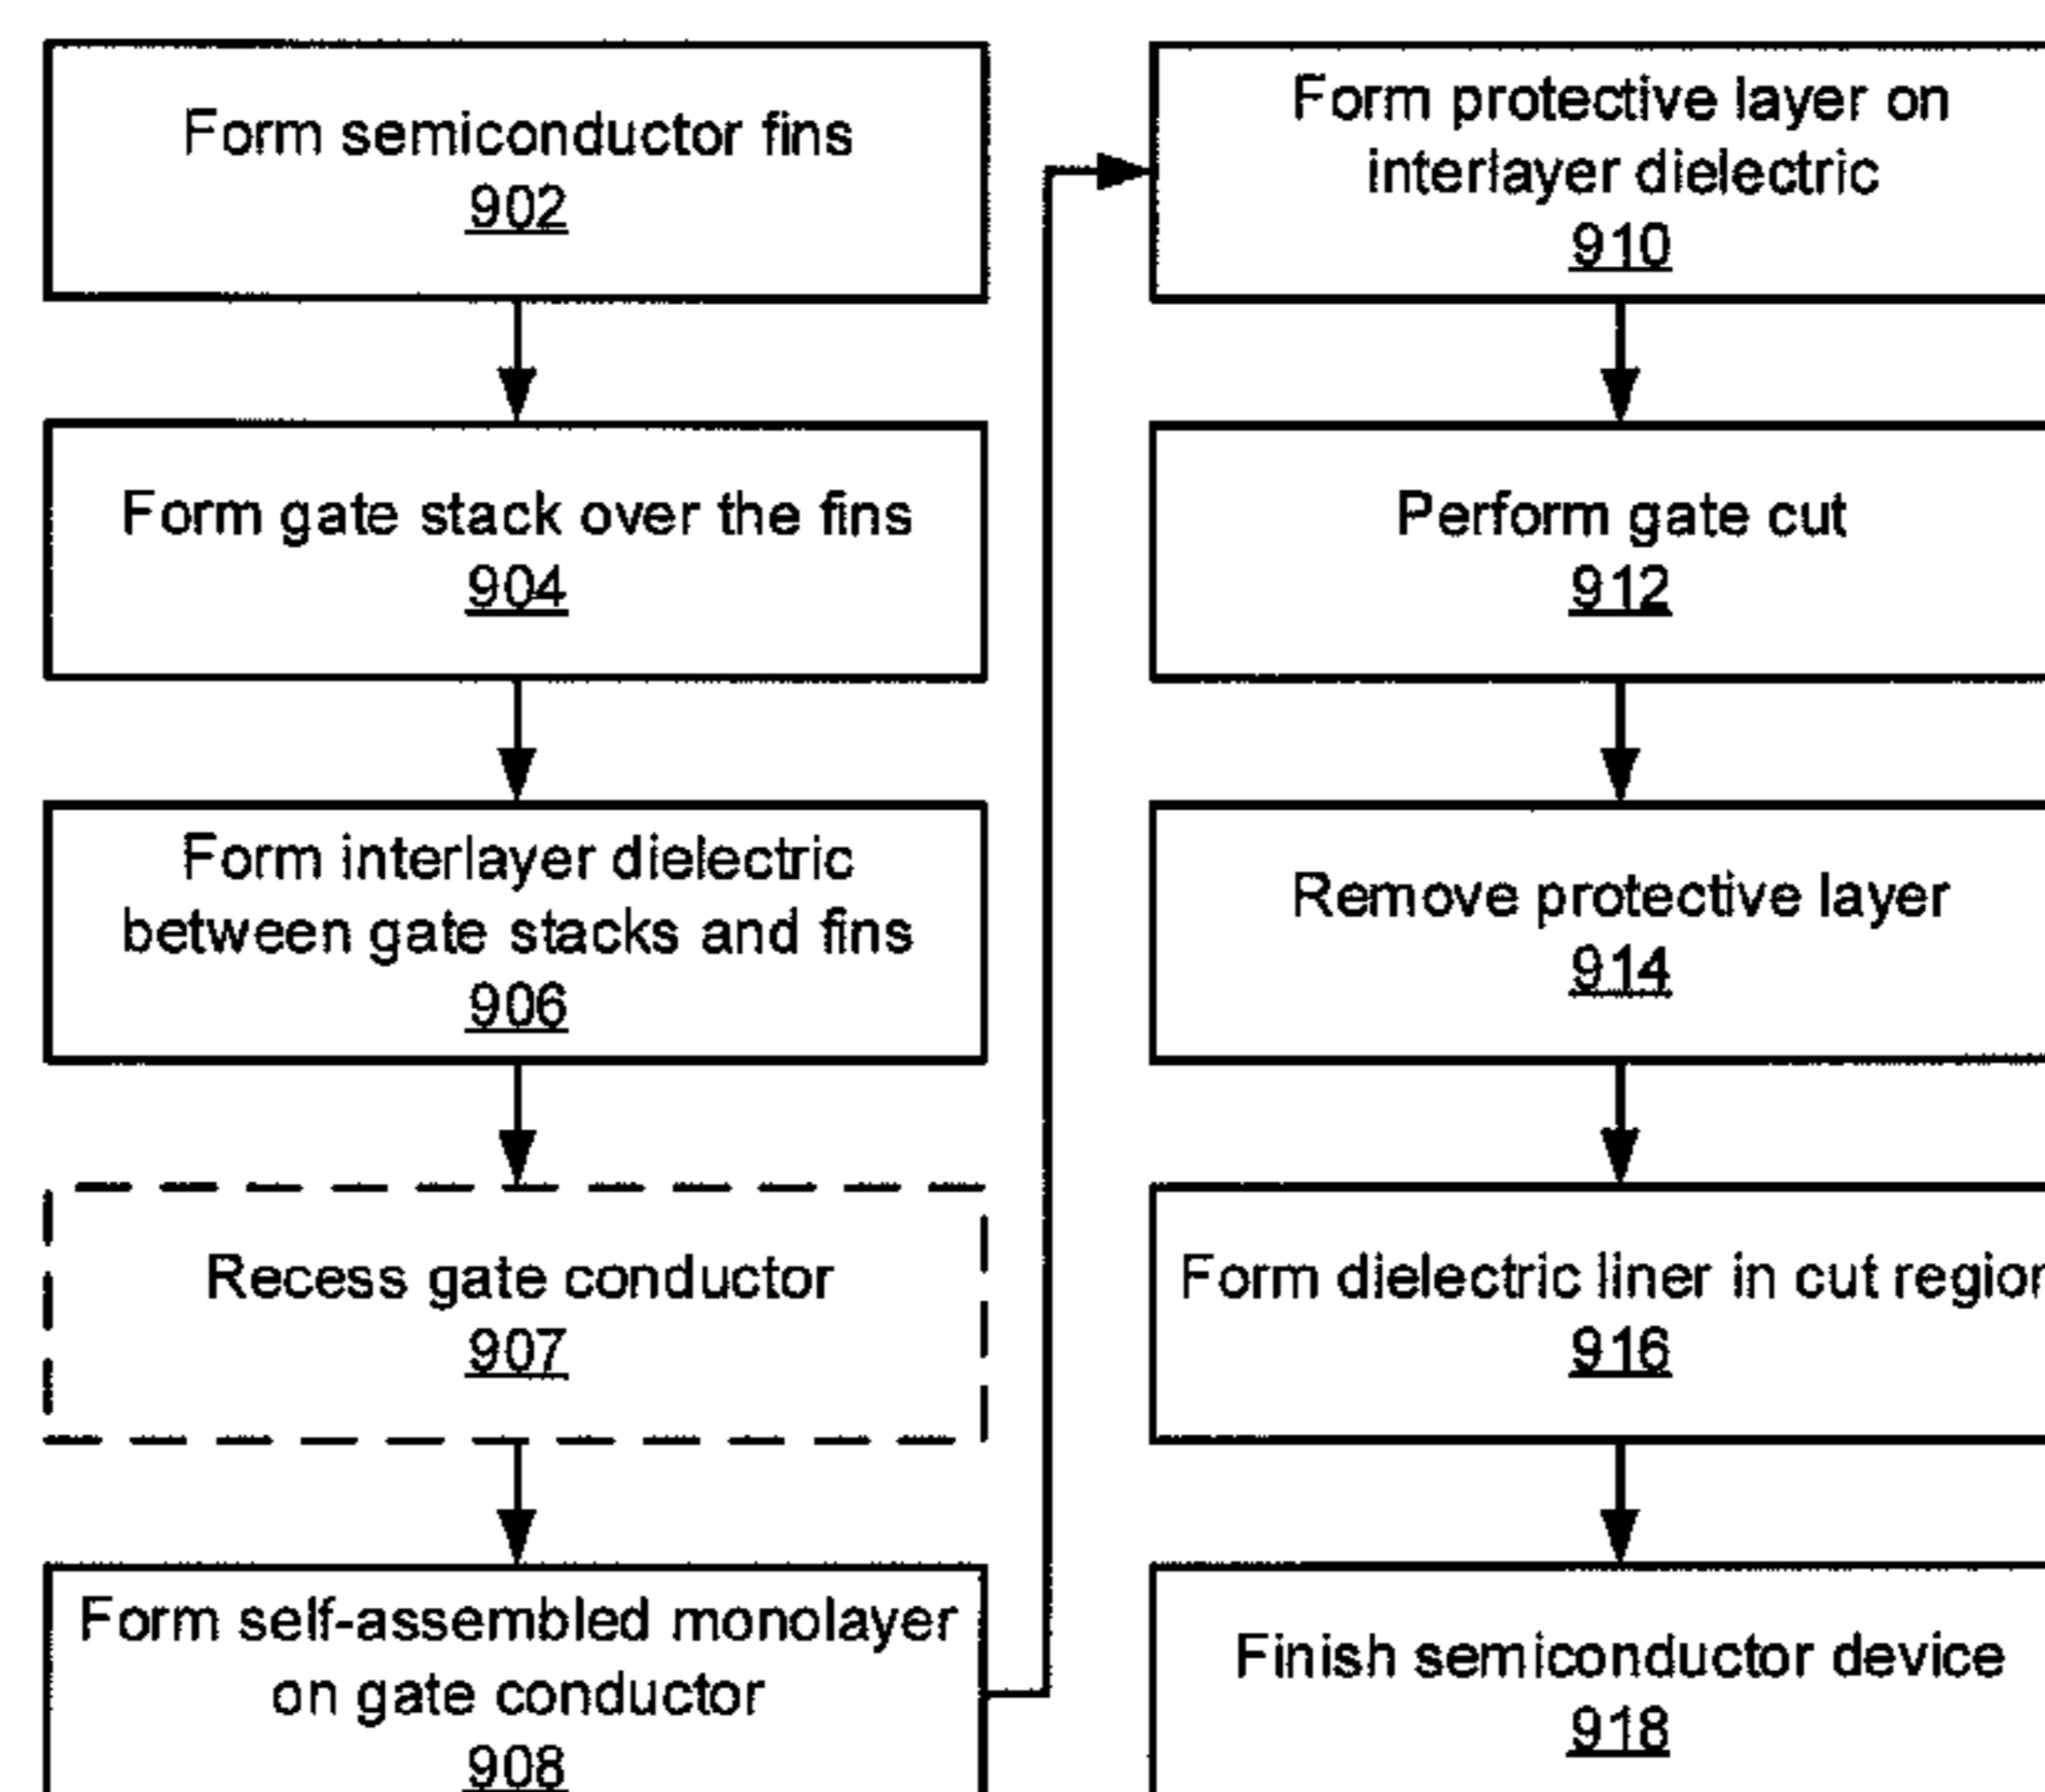 Form semiconductor fins
902
Form gate stack over the fins
904
Form interlayer dielectric
between gate stacks and fins
906
Recess gate conductor
907
Form self-assembled monolayer
on gate conductor
908
Form protective layer on
interlayer dielectric
910
Perform gate cut
912
Remove protective layer
914
Form dielectric liner in cut region
916
Finish semiconductor device
918